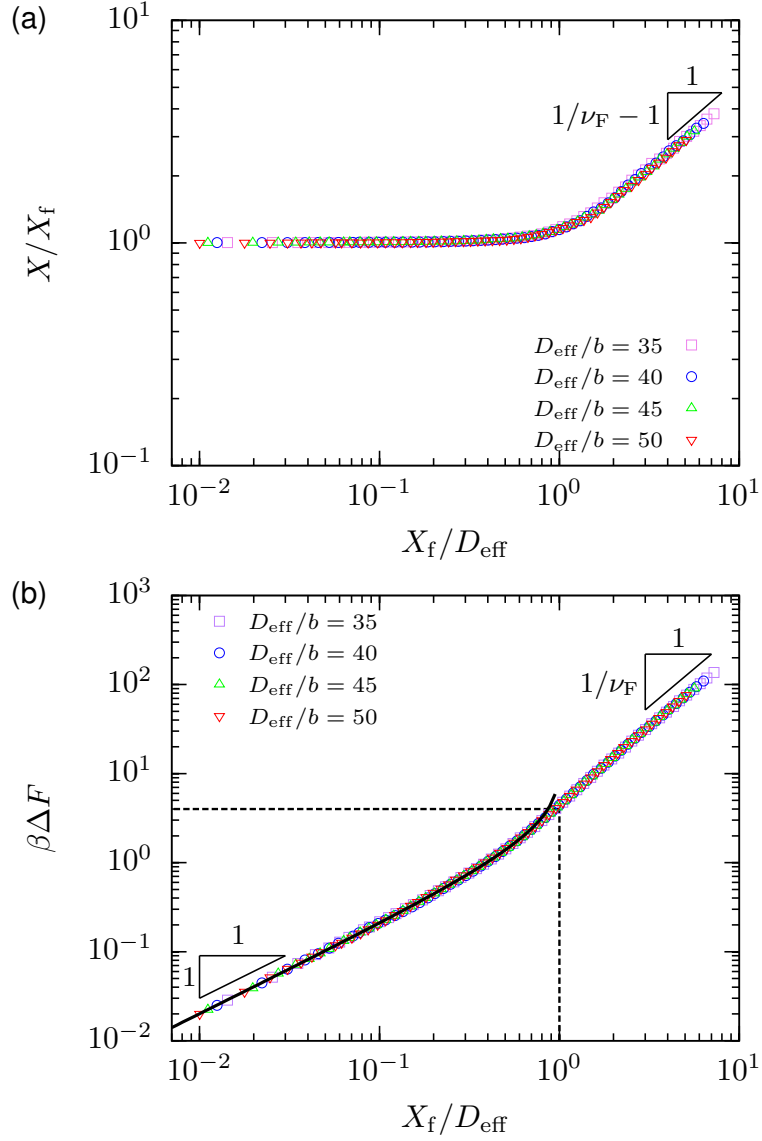 (a)
10^1
10^0
10^{-1}
X/X_f
1
1/ν_F − 1
D_eff/b = 35
D_eff/b = 40
D_eff/b = 45
D_eff/b = 50
10^{-2} 10^{-1} 10^0 10^1
X_f/D_eff
(b)
10^3
10^2
10^1
10^0
10^{-1}
10^{-2}
βΔF
D_eff/b = 35
D_eff/b = 40
D_eff/b = 45
D_eff/b = 50
1
1/ν_F
1
1
10^{-2} 10^{-1} 10^0 10^1
X_f/D_eff